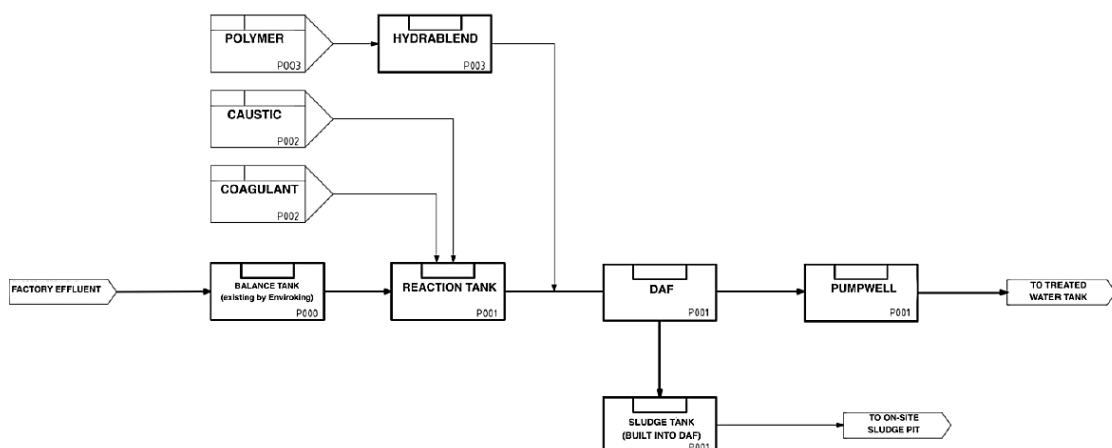 POLYMER
P003
HYDRABLEND
P003
CAUSTIC
P002
COAGULANT
P002
FACTORY EFFLUENT
BALANCE TANK
(existing by Enviroking)
P000
REACTION TANK
P001
DAF
P001
PUMPWELL
P001
TO TREATED
WATER TANK
SLUDGE TANK
(BUILT INTO DAF)
P001
TO ON-SITE
SLUDGE PIT